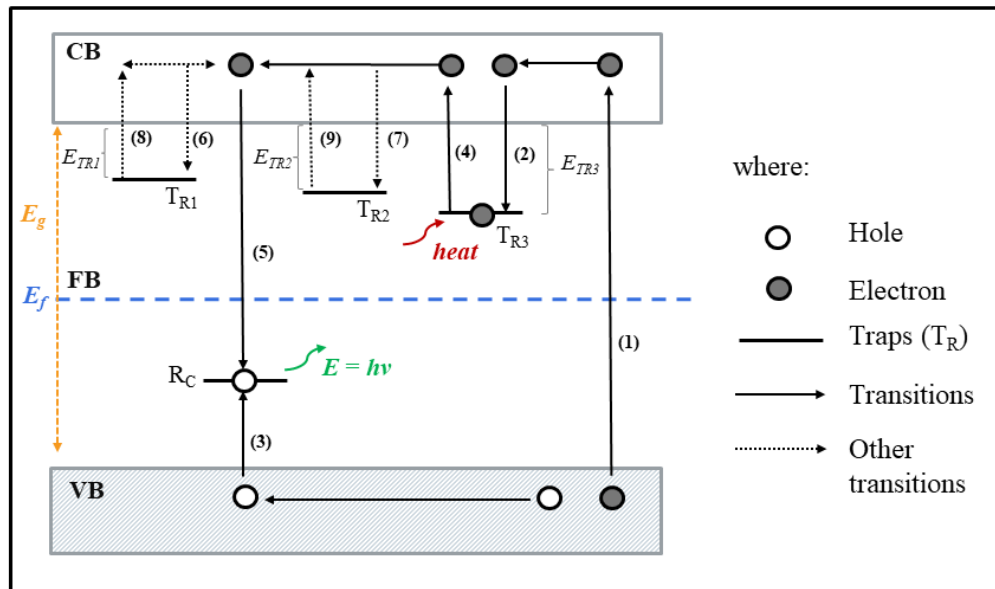 CB
(8)
(6)
(9)
(7)
(4)
(2)
E_TR1
E_TR2
E_TR3
T_R1
T_R2
T_R3
heat
E_g
(5)
FB
E_f
(1)
R_C
E = hν
(3)
VB
where:
Hole
Electron
Traps (T_R)
Transitions
Other
transitions